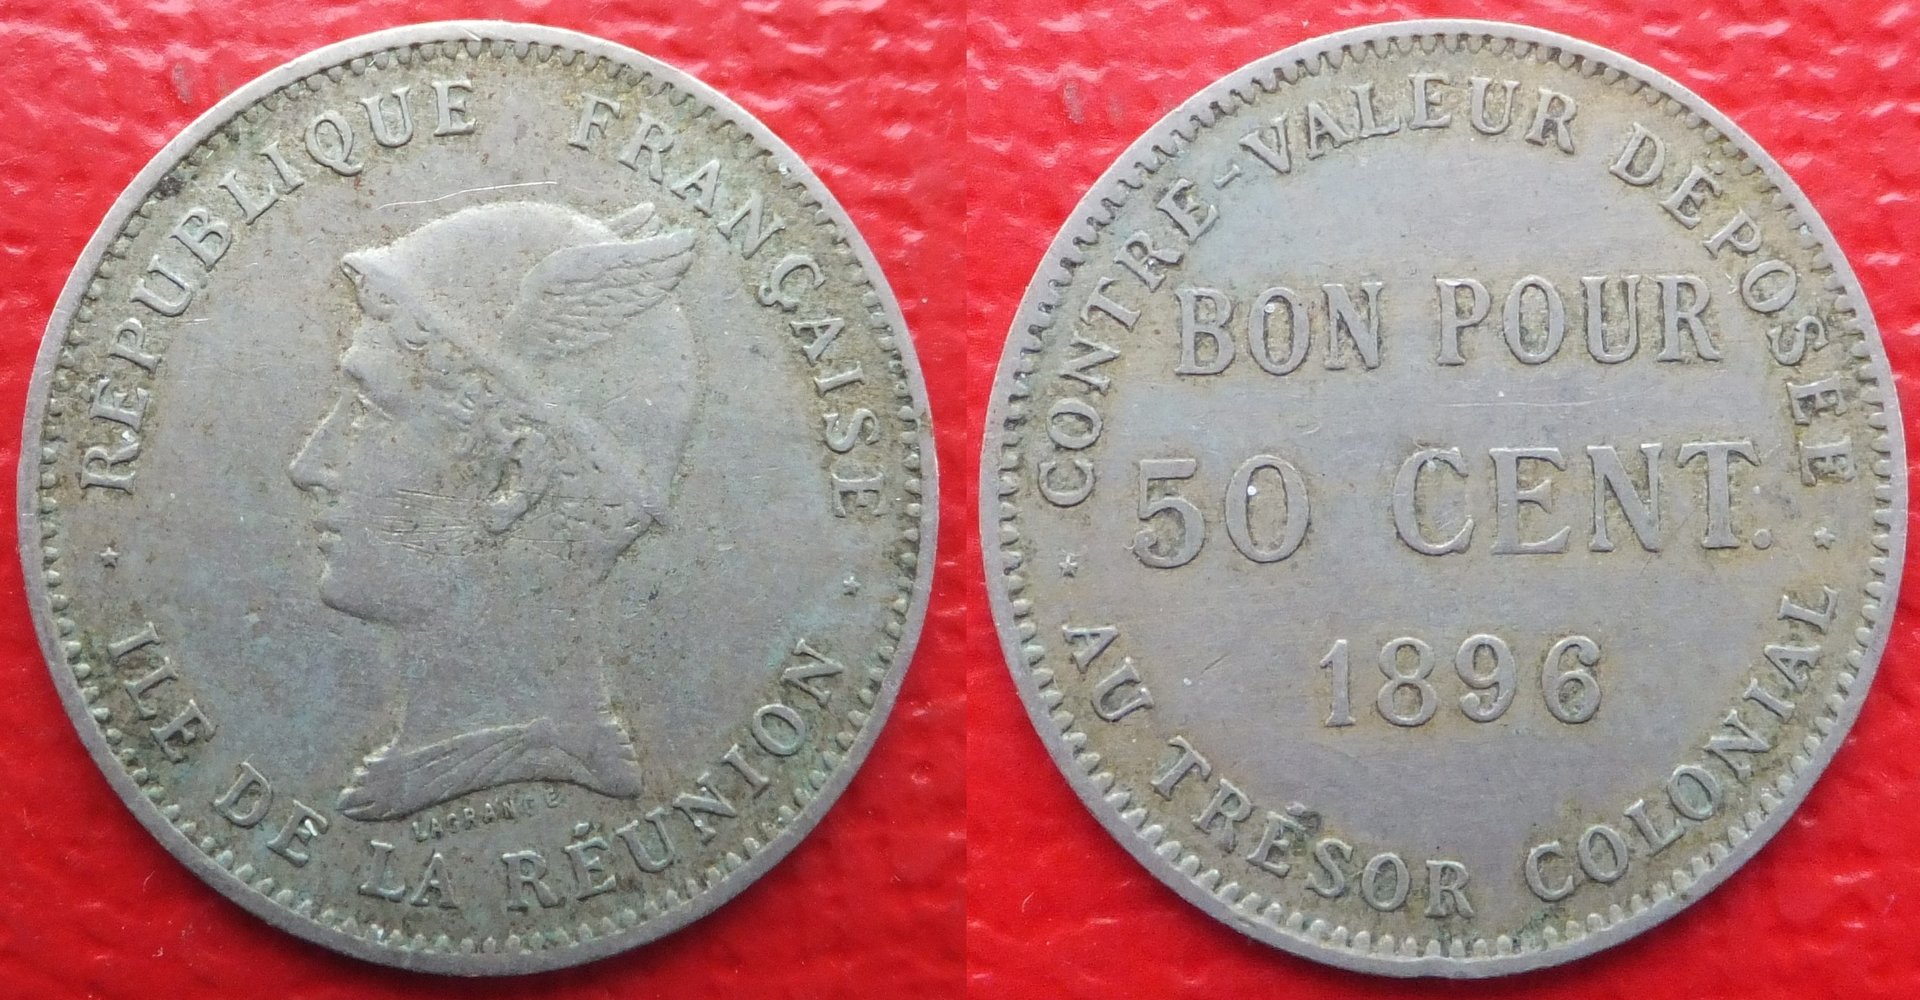 RÉPUBLIQUE FRANÇAISE
ILE DE LA RÉUNION
LAGRANGE
CONTRE-VALEUR DÉPOSÉE
BON POUR
50 CENT.
1896
AU TRÉSOR COLONIAL